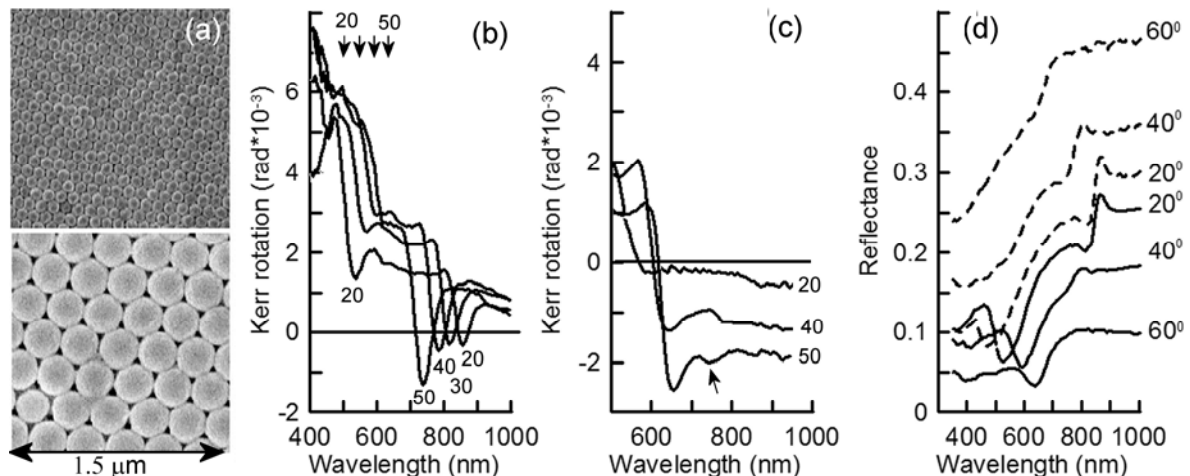 (a)
1.5 μm
(b)
20 50
Kerr rotation (rad*10⁻³)
6
4
2
0
-2
20
50
40
30
20
400 600 800 1000
Wavelength (nm)
(c)
Kerr rotation (rad*10⁻³)
4
2
0
-2
20
40
50
600 800 1000
Wavelength (nm)
(d)
Reflectance
0.4
0.3
0.2
0.1
0
60⁰
40⁰
20⁰
20⁰
40⁰
60⁰
400 600 800 1000
Wavelength (nm)